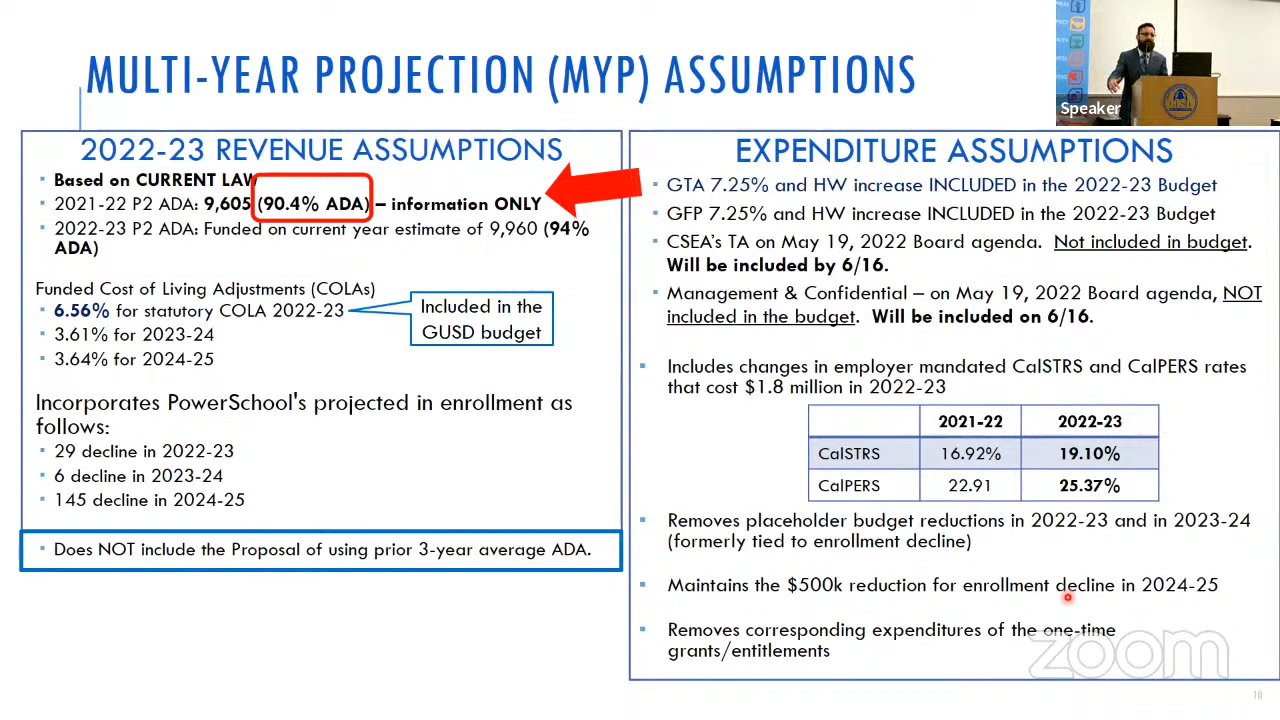 MULTI-YEAR PROJECTION (MYP) ASSUMPTIONS
Speaker
2022-23 REVENUE ASSUMPTIONS
Based on CURRENT LAW
2021-22 P2 ADA: 9,605 (90.4% ADA) – information ONLY
2022-23 P2 ADA: Funded on current year estimate of 9,960 (94%
ADA)
Funded Cost of Living Adjustments (COLAs)
6.56% for statutory COLA 2022-23
3.61% for 2023-24
3.64% for 2024-25
Included in the
GUSD budget
Incorporates PowerSchool's projected in enrollment as
follows:
29 decline in 2022-23
6 decline in 2023-24
145 decline in 2024-25
Does NOT include the Proposal of using prior 3-year average ADA.
EXPENDITURE ASSUMPTIONS
GTA 7.25% and HW increase INCLUDED in the 2022-23 Budget
GFP 7.25% and HW increase INCLUDED in the 2022-23 Budget
CSEA's TA on May 19, 2022 Board agenda. Not included in budget.
Will be included by 6/16.
Management & Confidential – on May 19, 2022 Board agenda, NOT
included in the budget. Will be included on 6/16.
Includes changes in employer mandated CalSTRS and CalPERS rates
that cost $1.8 million in 2022-23
2021-22 2022-23
CalSTRS 16.92% 19.10%
CalPERS 22.91 25.37%
Removes placeholder budget reductions in 2022-23 and in 2023-24
(formerly tied to enrollment decline)
Maintains the $500k reduction for enrollment decline in 2024-25
Removes corresponding expenditures of the one-time
grants/entitlements
zoom